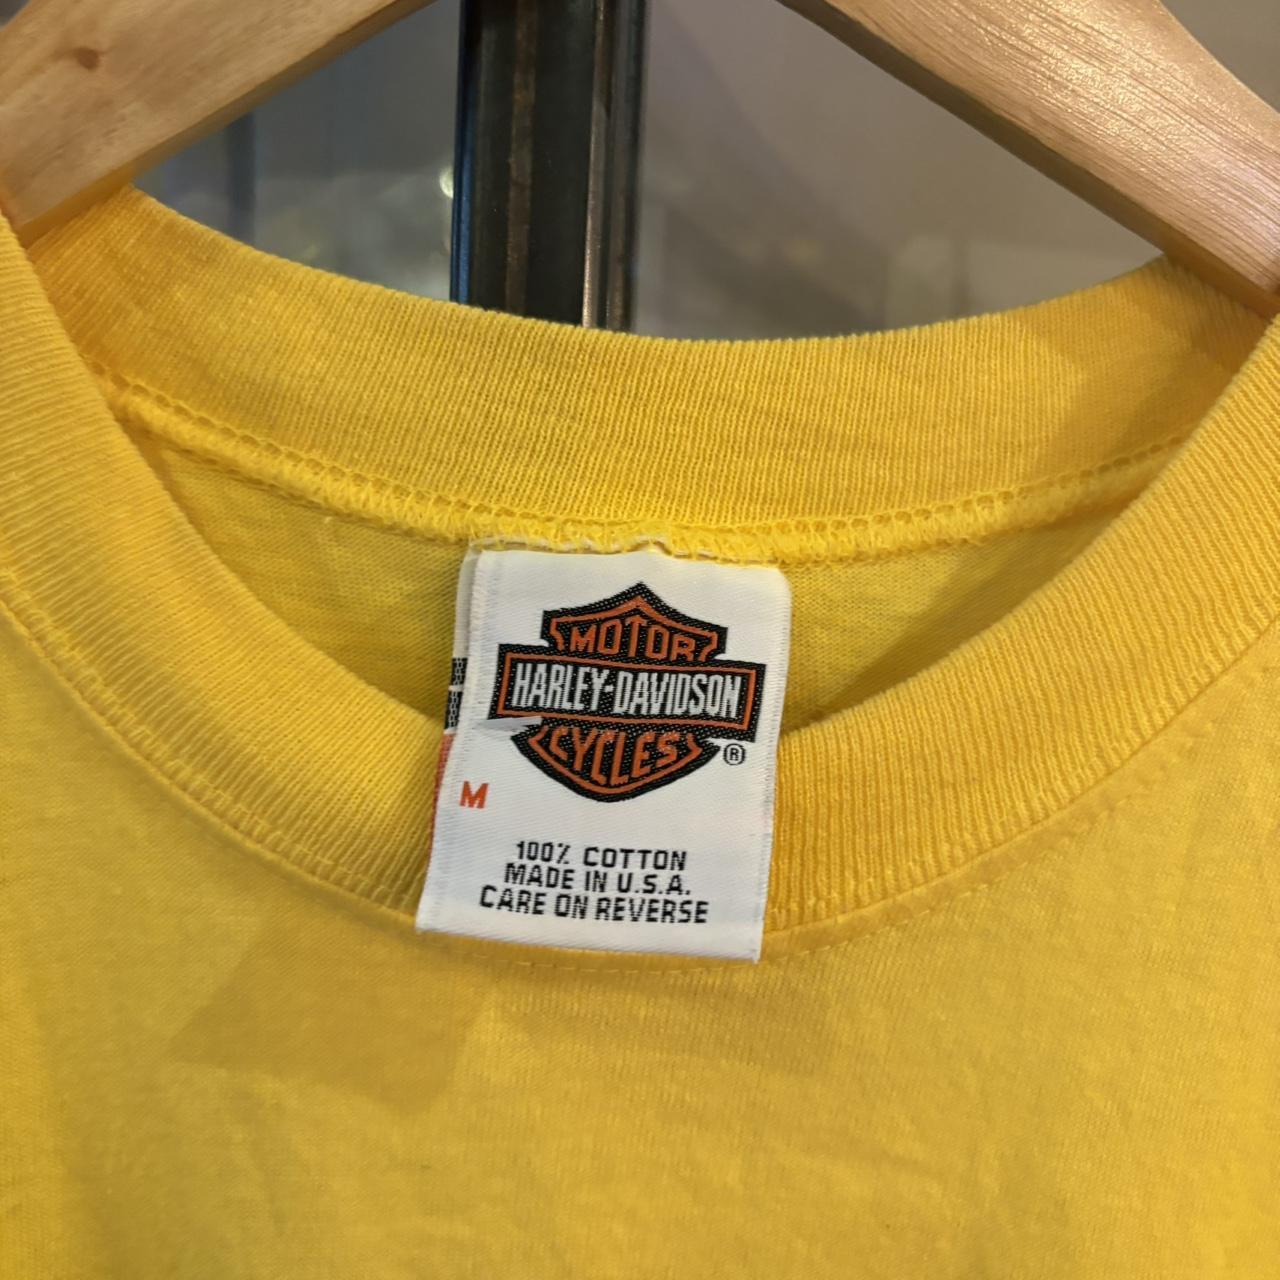 MOTOR
HARLEY-DAVIDSON
CYCLES
®
M
100% COTTON
MADE IN U.S.A.
CARE ON REVERSE